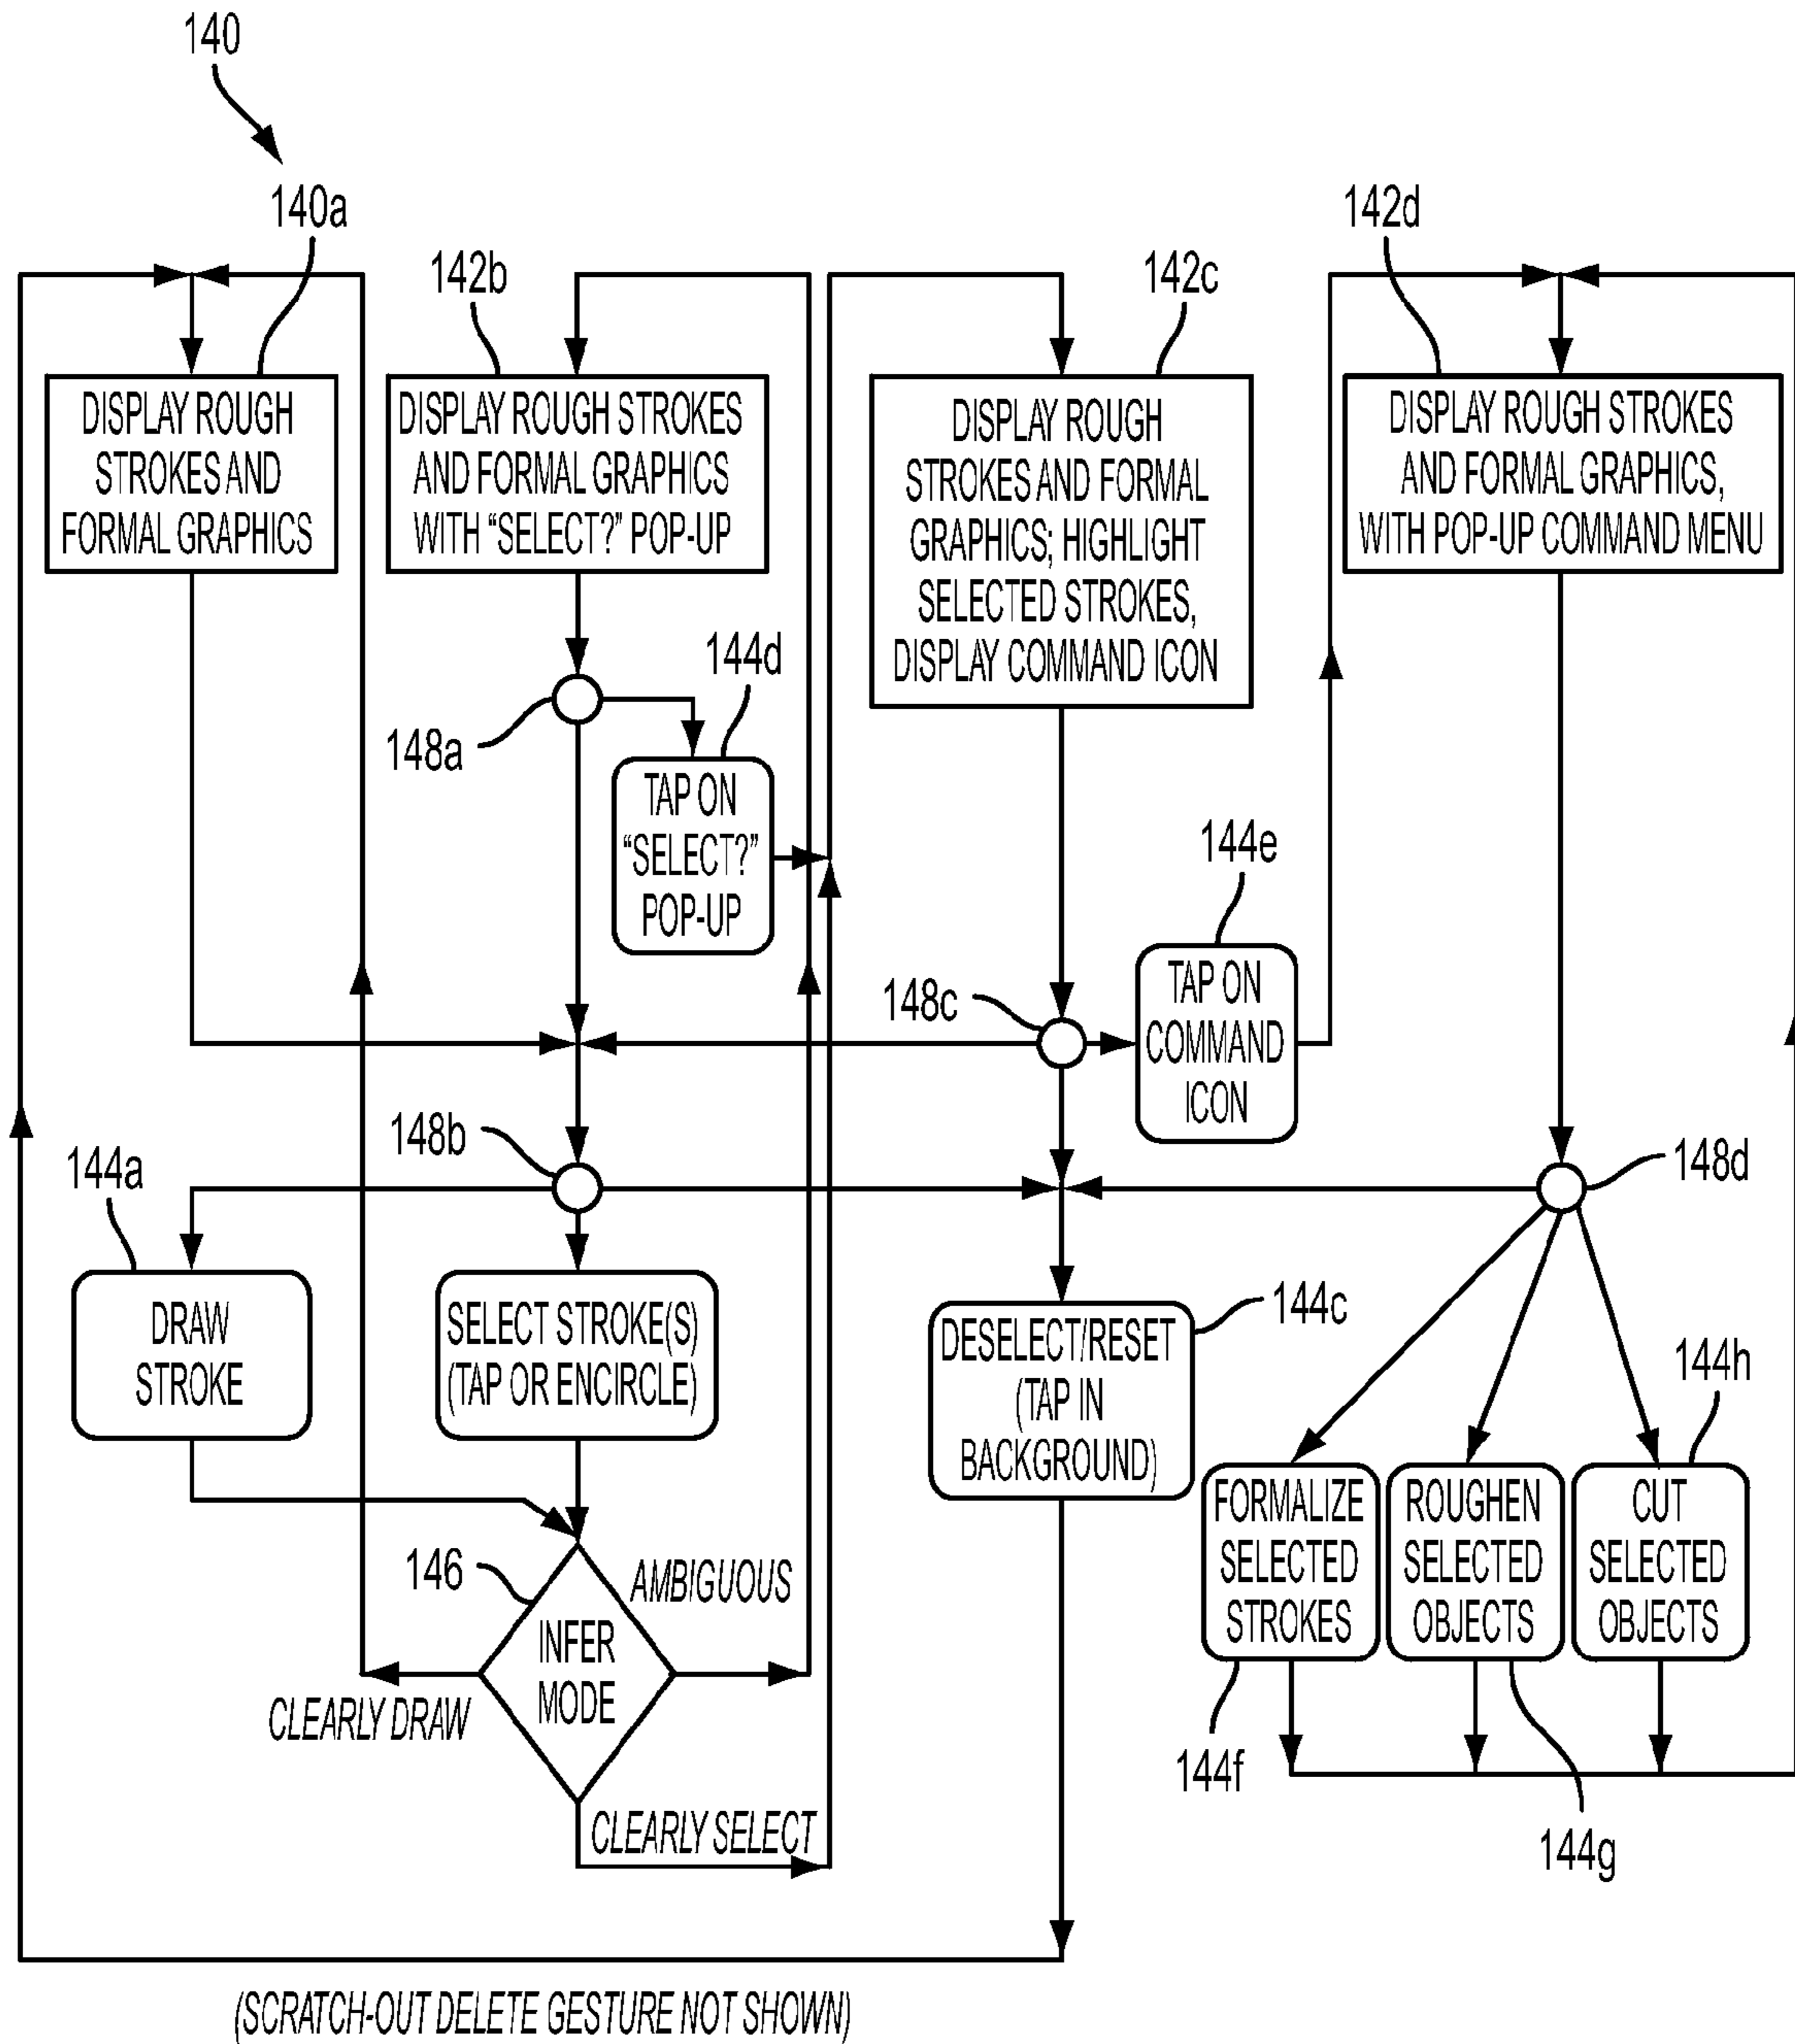 140
140a
142b
142c
142d
DISPLAY ROUGH
STROKES AND
FORMAL GRAPHICS
DISPLAY ROUGH STROKES
AND FORMAL GRAPHICS
WITH “SELECT?” POP-UP
DISPLAY ROUGH
STROKES AND FORMAL
GRAPHICS; HIGHLIGHT
SELECTED STROKES,
DISPLAY COMMAND ICON
DISPLAY ROUGH STROKES
AND FORMAL GRAPHICS,
WITH POP-UP COMMAND MENU
148a
144d
TAP ON
“SELECT?”
POP-UP
144e
148c
TAP ON
COMMAND
ICON
144a
148b
148d
DRAW
STROKE
SELECT STROKE(S)
(TAP OR ENCIRCLE)
144c
DESELECT/RESET
(TAP IN
BACKGROUND)
144h
FORMALIZE
SELECTED
STROKES
ROUGHEN
SELECTED
OBJECTS
CUT
SELECTED
OBJECTS
146
AMBIGUOUS
INFER
MODE
CLEARLY DRAW
CLEARLY SELECT
144f
144g
(SCRATCH-OUT DELETE GESTURE NOT SHOWN)